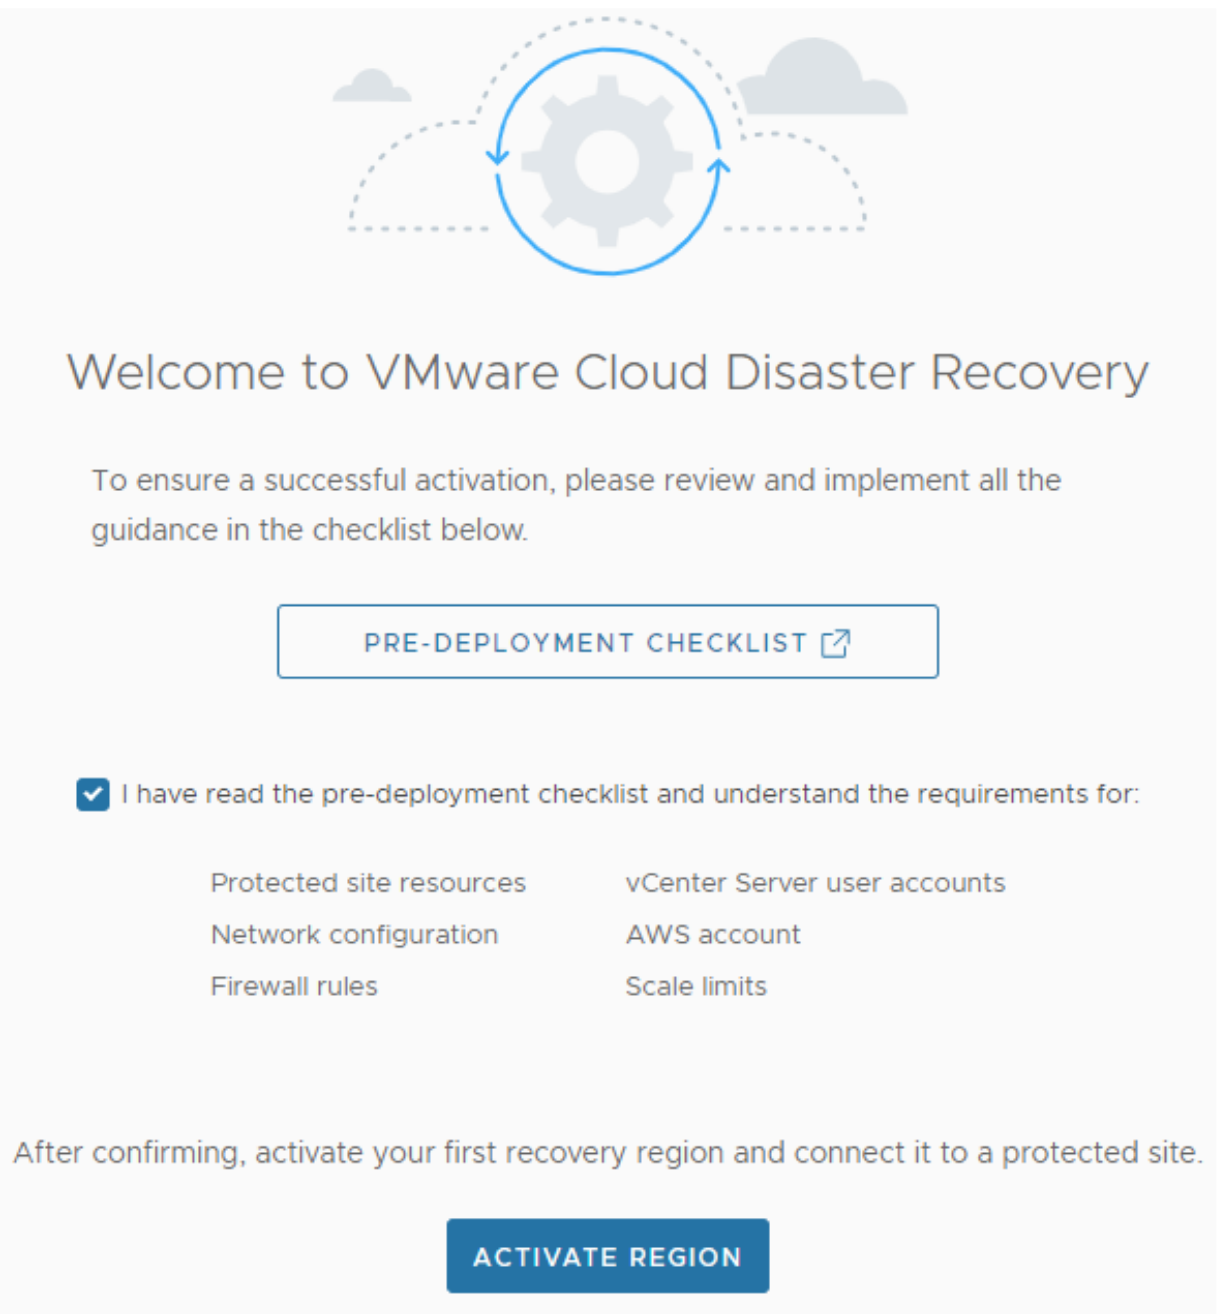 Welcome to VMware Cloud Disaster Recovery
To ensure a successful activation, please review and implement all the
guidance in the checklist below.
PRE-DEPLOYMENT CHECKLIST
I have read the pre-deployment checklist and understand the requirements for:
Protected site resources
vCenter Server user accounts
Network configuration
AWS account
Firewall rules
Scale limits
After confirming, activate your first recovery region and connect it to a protected site.
ACTIVATE REGION